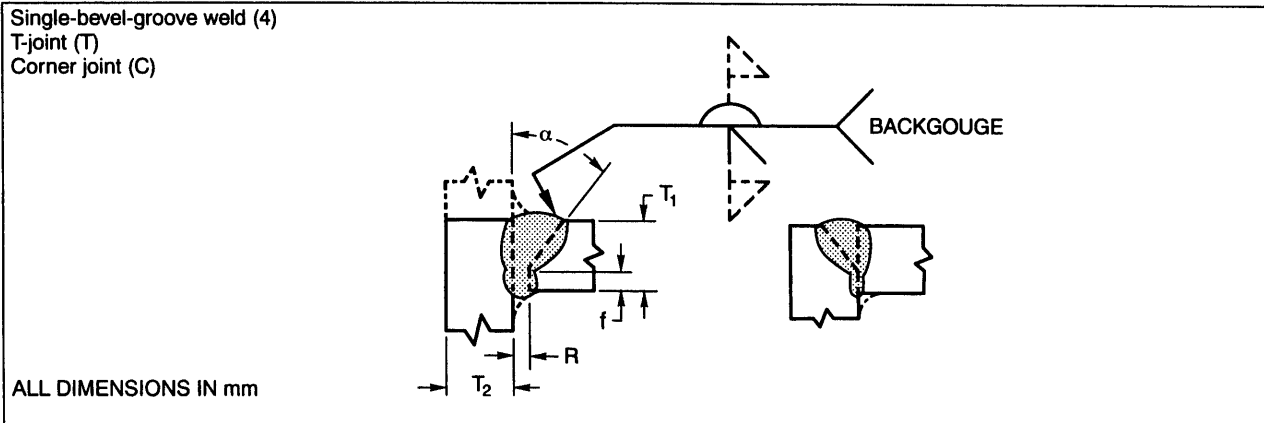 Single-bevel-groove weld (4)
T-joint (T)
Corner joint (C)
BACKGOUGE
α
T₁
f
R
T₂
ALL DIMENSIONS IN mm